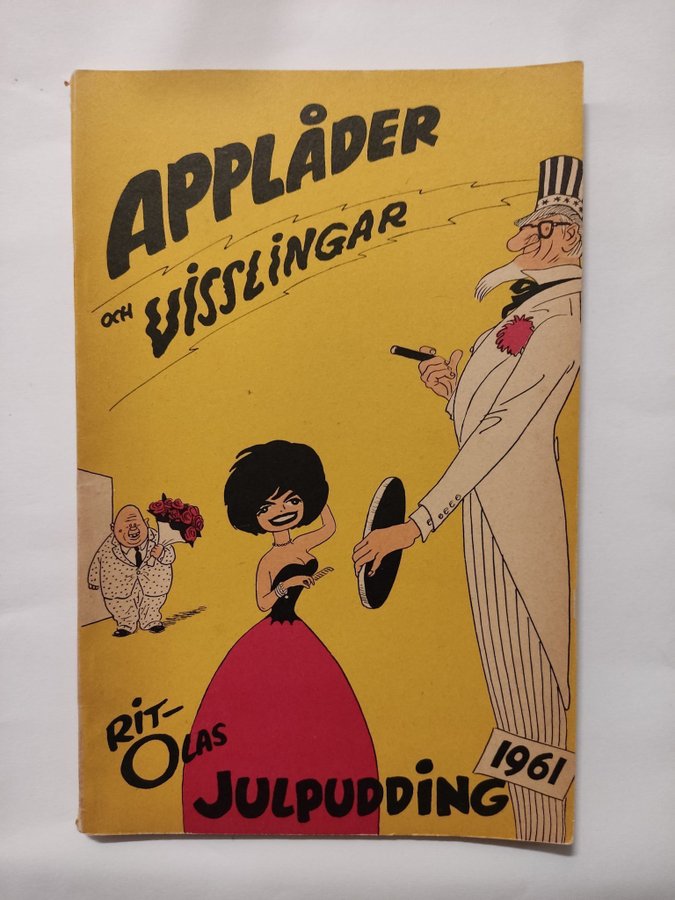 APPLÅDER
OCH VISSLINGAR
RIT-
OLAS
JULPUDDING
1961